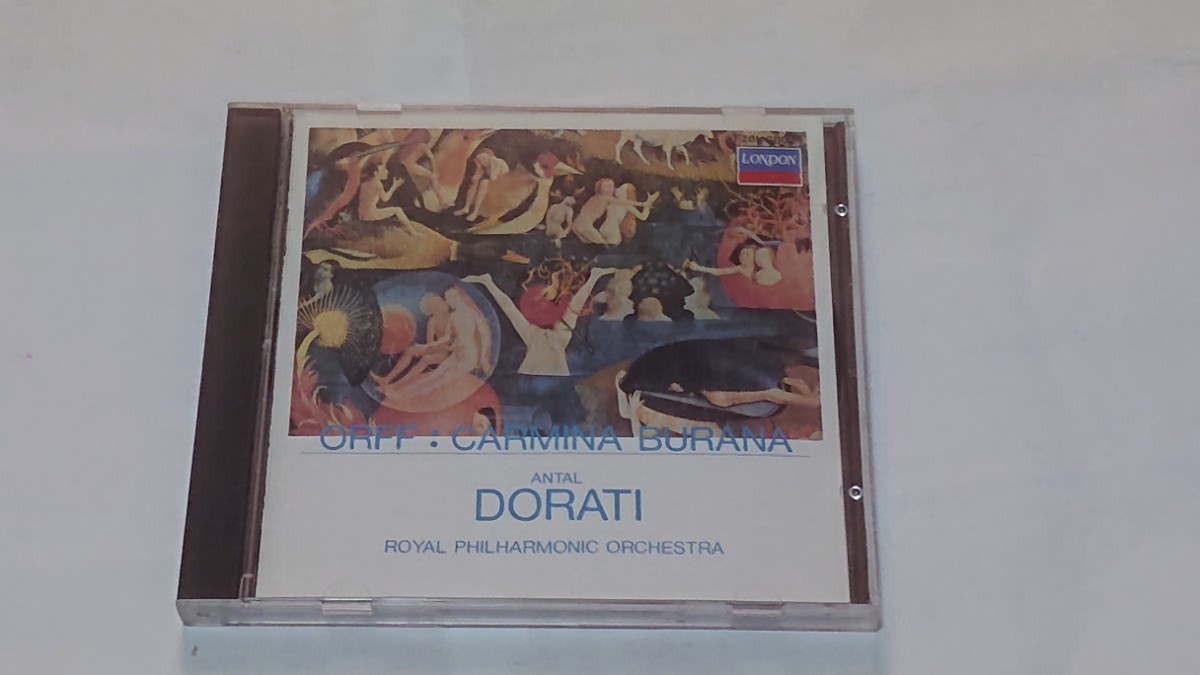 LONDON
ORFF : CARMINA BURANA
ANTAL
DORATI
ROYAL PHILHARMONIC ORCHESTRA